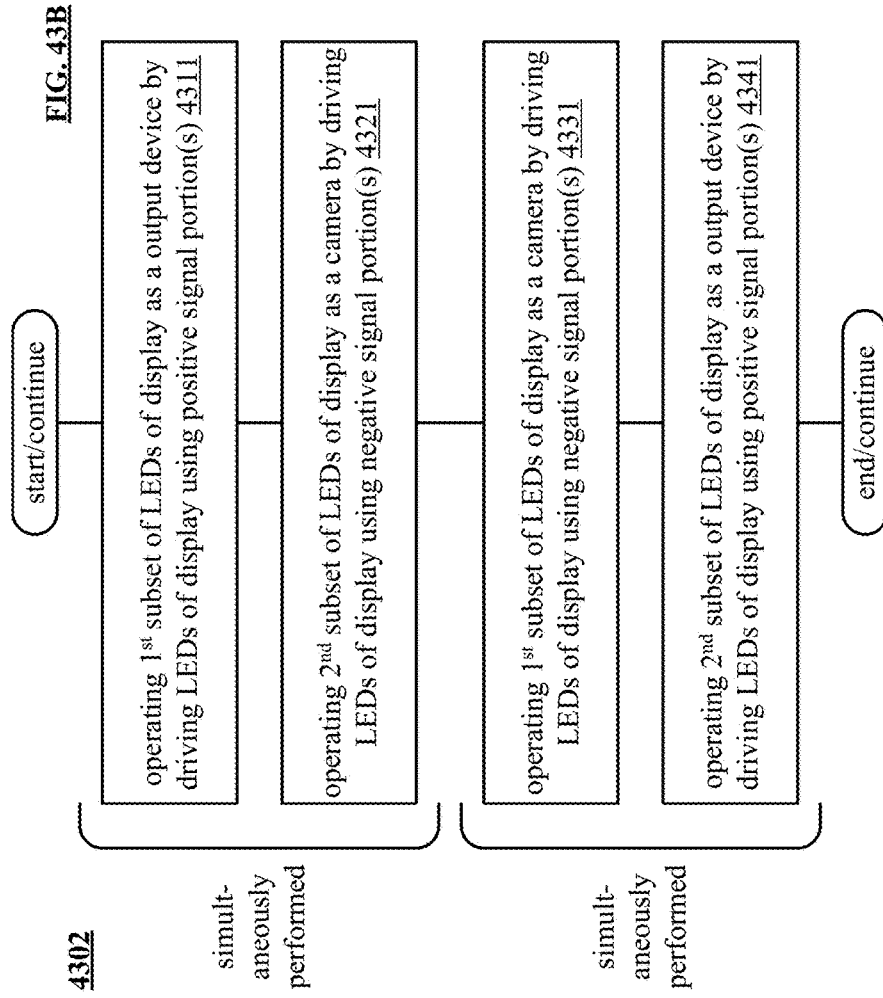 4302
FIG. 43B
start/continue
operating 1st subset of LEDs of display as a output device by
driving LEDs of display using positive signal portion(s) 4311
operating 2nd subset of LEDs of display as a camera by driving
LEDs of display using negative signal portion(s) 4321
simult-
aneously
performed
operating 1st subset of LEDs of display as a camera by driving
LEDs of display using negative signal portion(s) 4331
operating 2nd subset of LEDs of display as a output device by
driving LEDs of display using positive signal portion(s) 4341
simult-
aneously
performed
end/continue